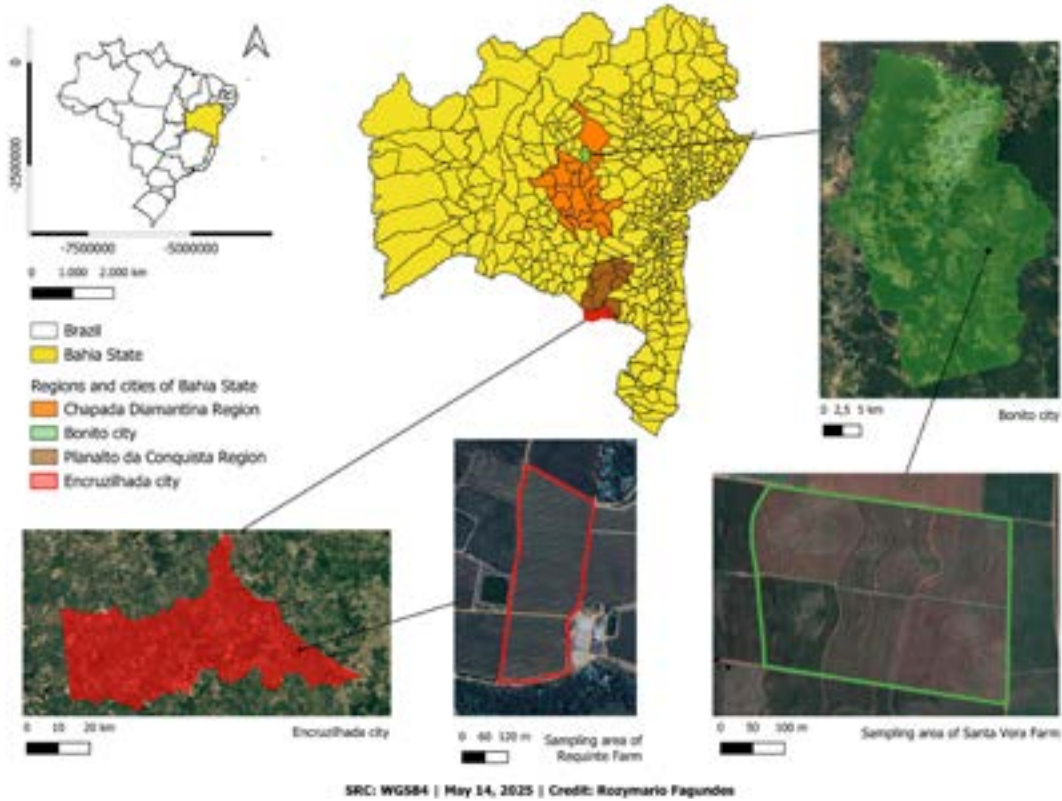 0
-2500000
-7500000 -5000000
0 1.000 2.000 km
Brazil
Bahia State
Regions and cities of Bahia State
Chapada Diamantina Region
Bonito city
Planalto da Conquista Region
Encruzilhada city
0 2,5 5 km
Bonito city
0 10 20 km
Encruzilhada city
0 60 120 m
Sampling area of
Requinte Farm
0 50 100 m
Sampling area of Santa Vera Farm
SRC: WGS84 | May 14, 2025 | Credit: Rozymario Fagundes